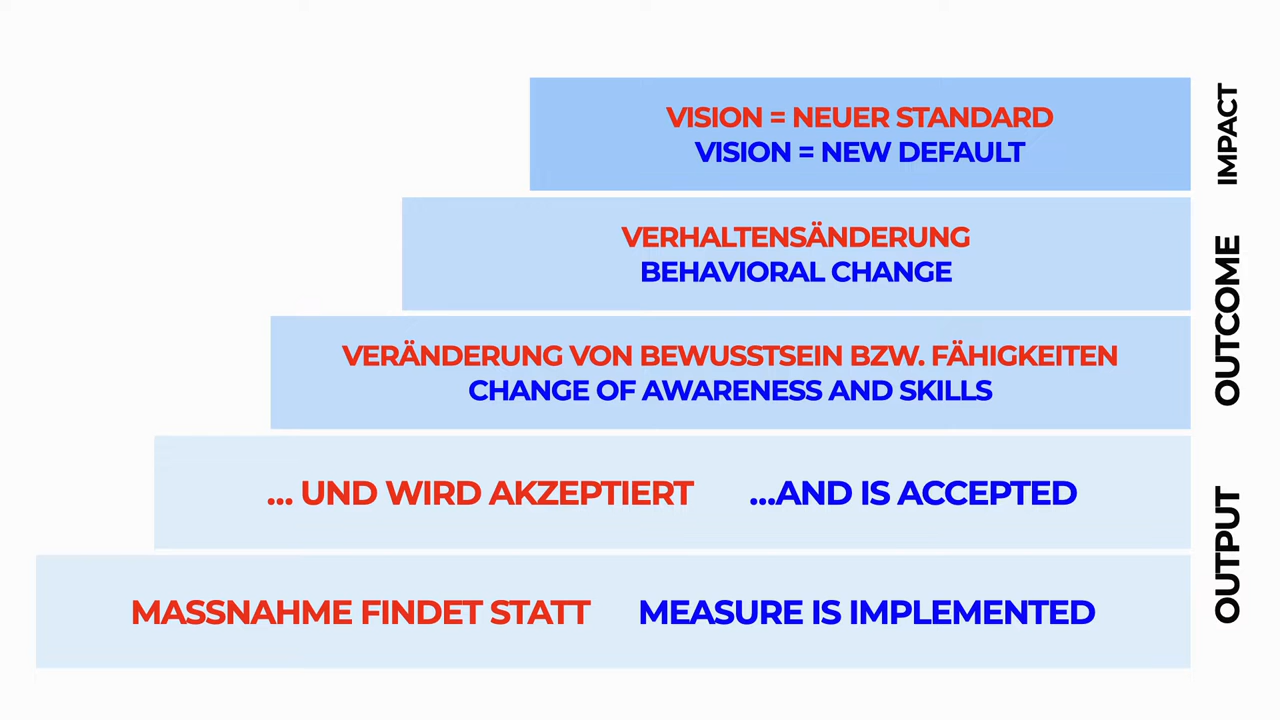 VISION = NEUER STANDARD
VISION = NEW DEFAULT
IMPACT
VERHALTENSÄNDERUNG
BEHAVIORAL CHANGE
OUTCOME
VERÄNDERUNG VON BEWUSSTSEIN BZW. FÄHIGKEITEN
CHANGE OF AWARENESS AND SKILLS
... UND WIRD AKZEPTIERT ...AND IS ACCEPTED
OUTPUT
MASSNAHME FINDET STATT MEASURE IS IMPLEMENTED